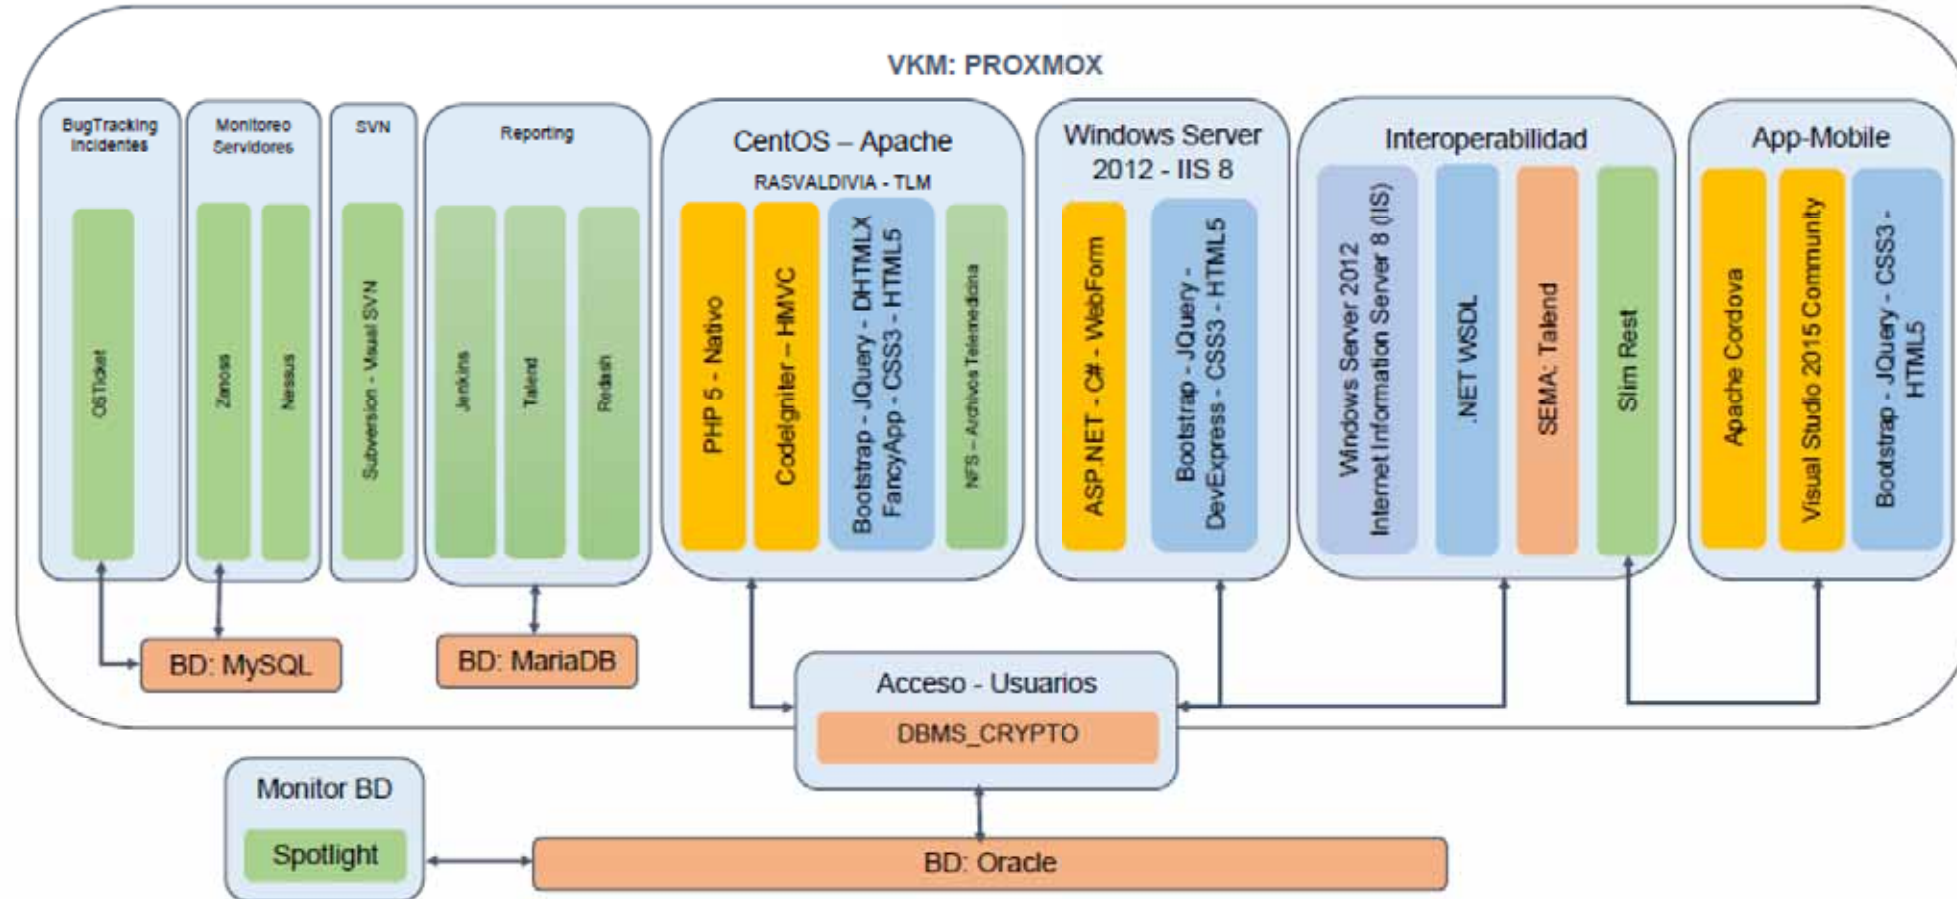 VKM: PROXMOX
BugTracking
Incidentes
OSTicket
Monitoreo
Servidores
Zenoss
Nessus
SVN
Subversion - Visual SVN
Reporting
Jenkins
Talend
Redash
CentOS – Apache
RASVALDIVIA - TLM
PHP 5 - Nativo
CodeIgniter – HMVC
Bootstrap - JQuery - DHTMLX
FancyApp - CSS3 - HTML5
NFS – Archivos Telemedicina
Windows Server
2012 - IIS 8
ASP.NET - C# - WebForm
Bootstrap - JQuery -
DevExpress - CSS3 - HTML5
Interoperabilidad
Windows Server 2012
Internet Information Server 8 (IIS)
.NET WSDL
SEMA: Talend
Slim Rest
App-Mobile
Apache Cordova
Visual Studio 2015 Community
Bootstrap - JQuery - CSS3 -
HTML5
BD: MySQL
BD: MariaDB
Acceso - Usuarios
DBMS_CRYPTO
Monitor BD
Spotlight
BD: Oracle